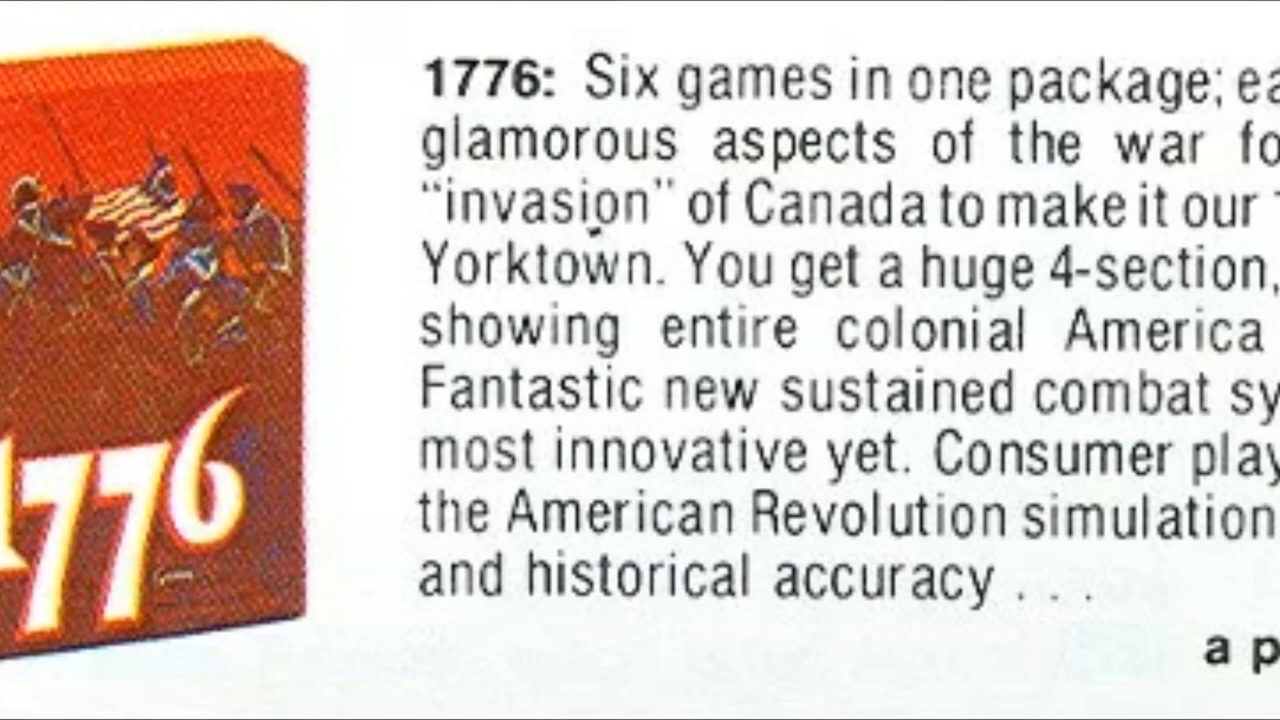 1776: Six games in one package; ea
glamorous aspects of the war fo
“invasion” of Canada to make it our
Yorktown. You get a huge 4-section,
showing entire colonial America
Fantastic new sustained combat sy
most innovative yet. Consumer play
the American Revolution simulation
and historical accuracy . . .
a p
1776